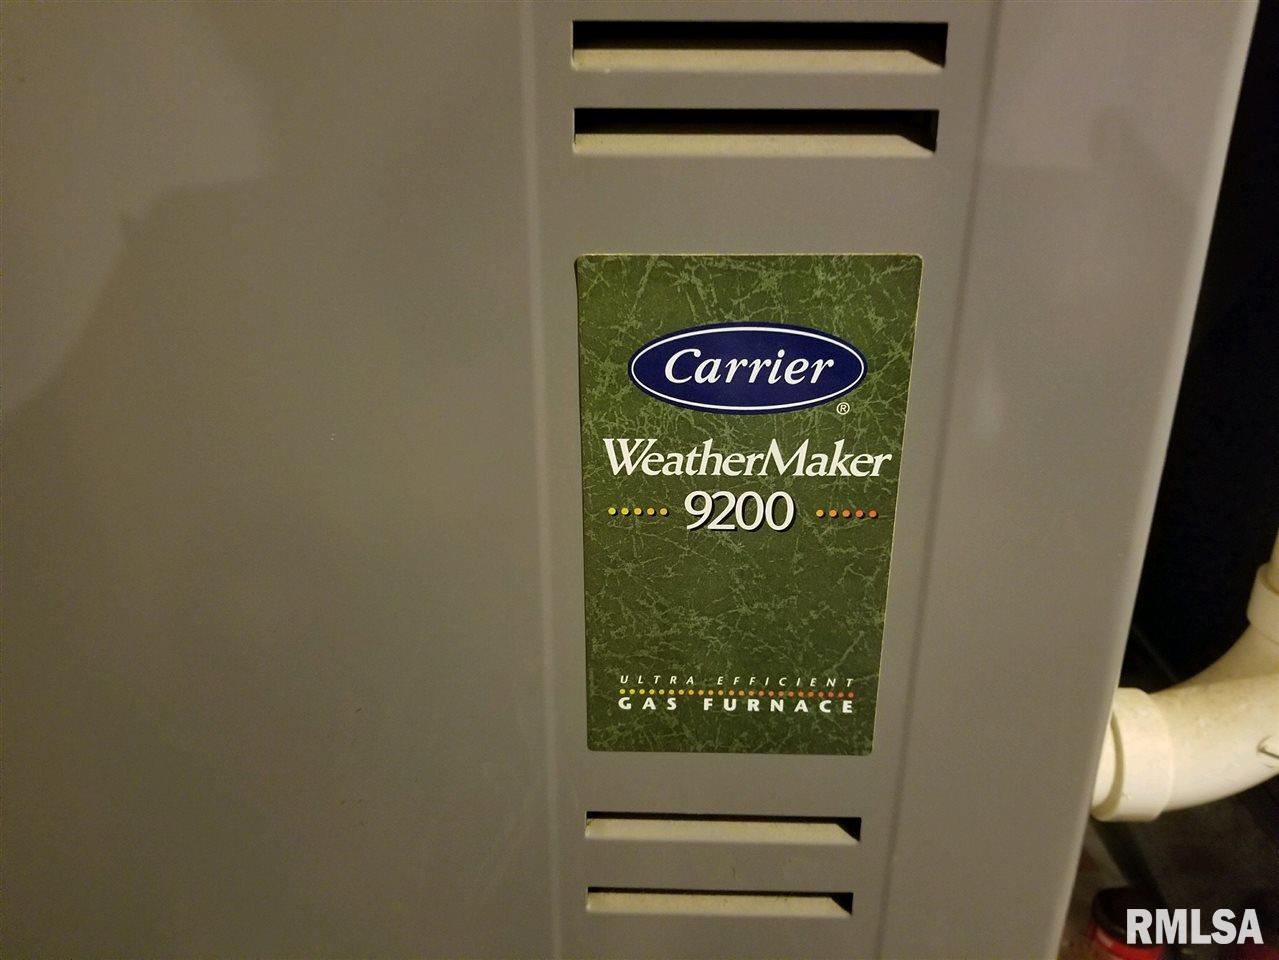 Carrier
®
WeatherMaker
9200
ULTRA EFFICIENT
GAS FURNACE
RMLSA